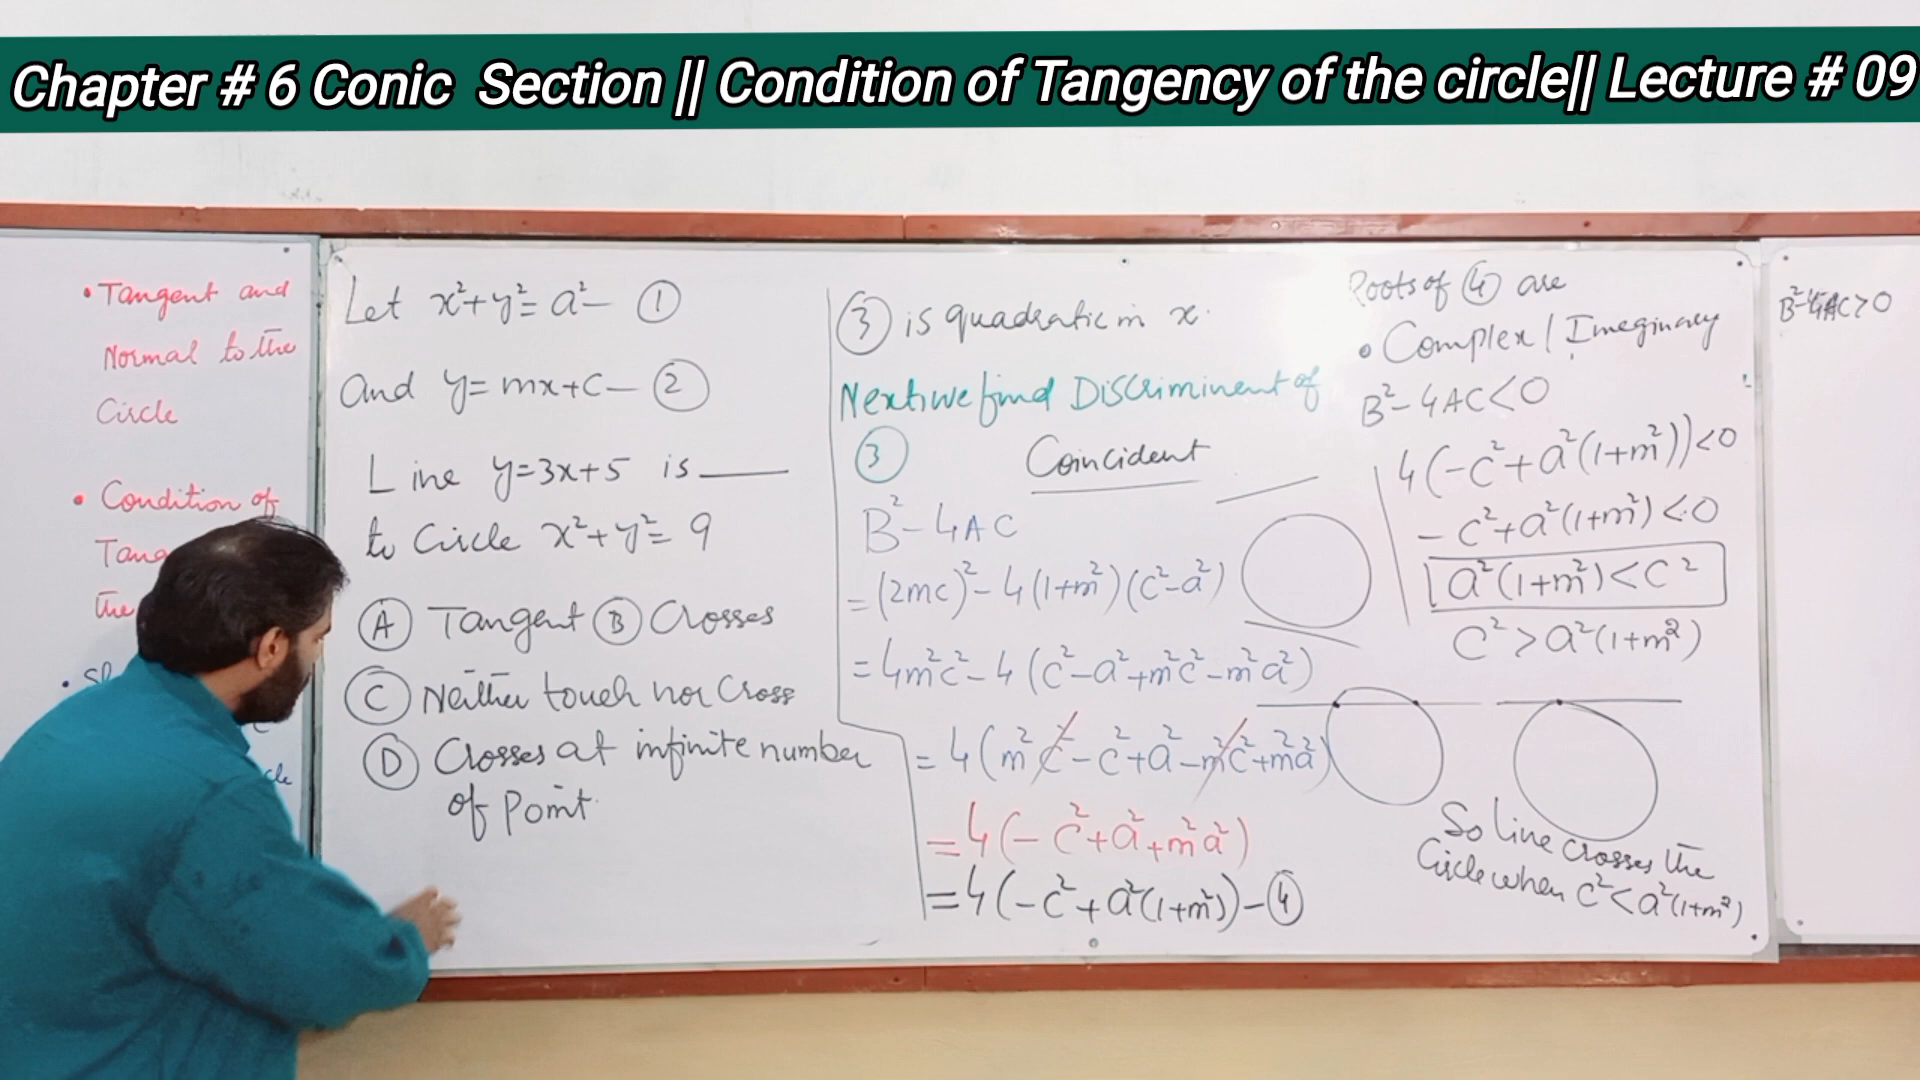 Chapter # 6 Conic Section || Condition of Tangency of the circle|| Lecture # 09
• Tangent and
Normal to the
Circle
• Condition of
Tang
the
Let x²+y²=a² — ①
And y=mx+c — ②
Line y=3x+5 is ____
to Circle x²+y²=9
Ⓐ Tangent Ⓑ Crosses
Ⓒ Neither touch nor Cross
Ⓓ Crosses at infinite number
of Point.
③ is quadratic in x.
Next we find Discriminent of
③
Coincident
B²-4AC
=(2mc)²-4(1+m²)(c²-a²)
=4m²c²-4(c²-a²+m²c²-m²a²)
=4(m²c²-c²+a²-m²c²+m²a²)
=4(-c²+a²+m²a²)
=4(-c²+a²(1+m²)) — ④
Roots of ④ are
• Complex / Imeginary
B²-4AC<0
4(-c²+a²(1+m²))<0
-c²+a²(1+m²)<0
a²(1+m²)<c²
c²>a²(1+m²)
So Line crosses the
Circle when c²<a²(1+m²)
B²-4AC>0